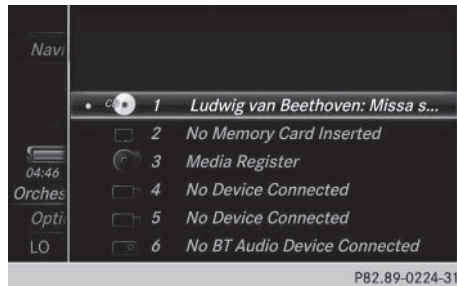 Navi
CD
1 Ludwig van Beethoven: Missa s...
2 No Memory Card Inserted
3 Media Register
04:46
4 No Device Connected
Orches
5 No Device Connected
Opti
LO
6 No BT Audio Device Connected
P82.89-0224-31